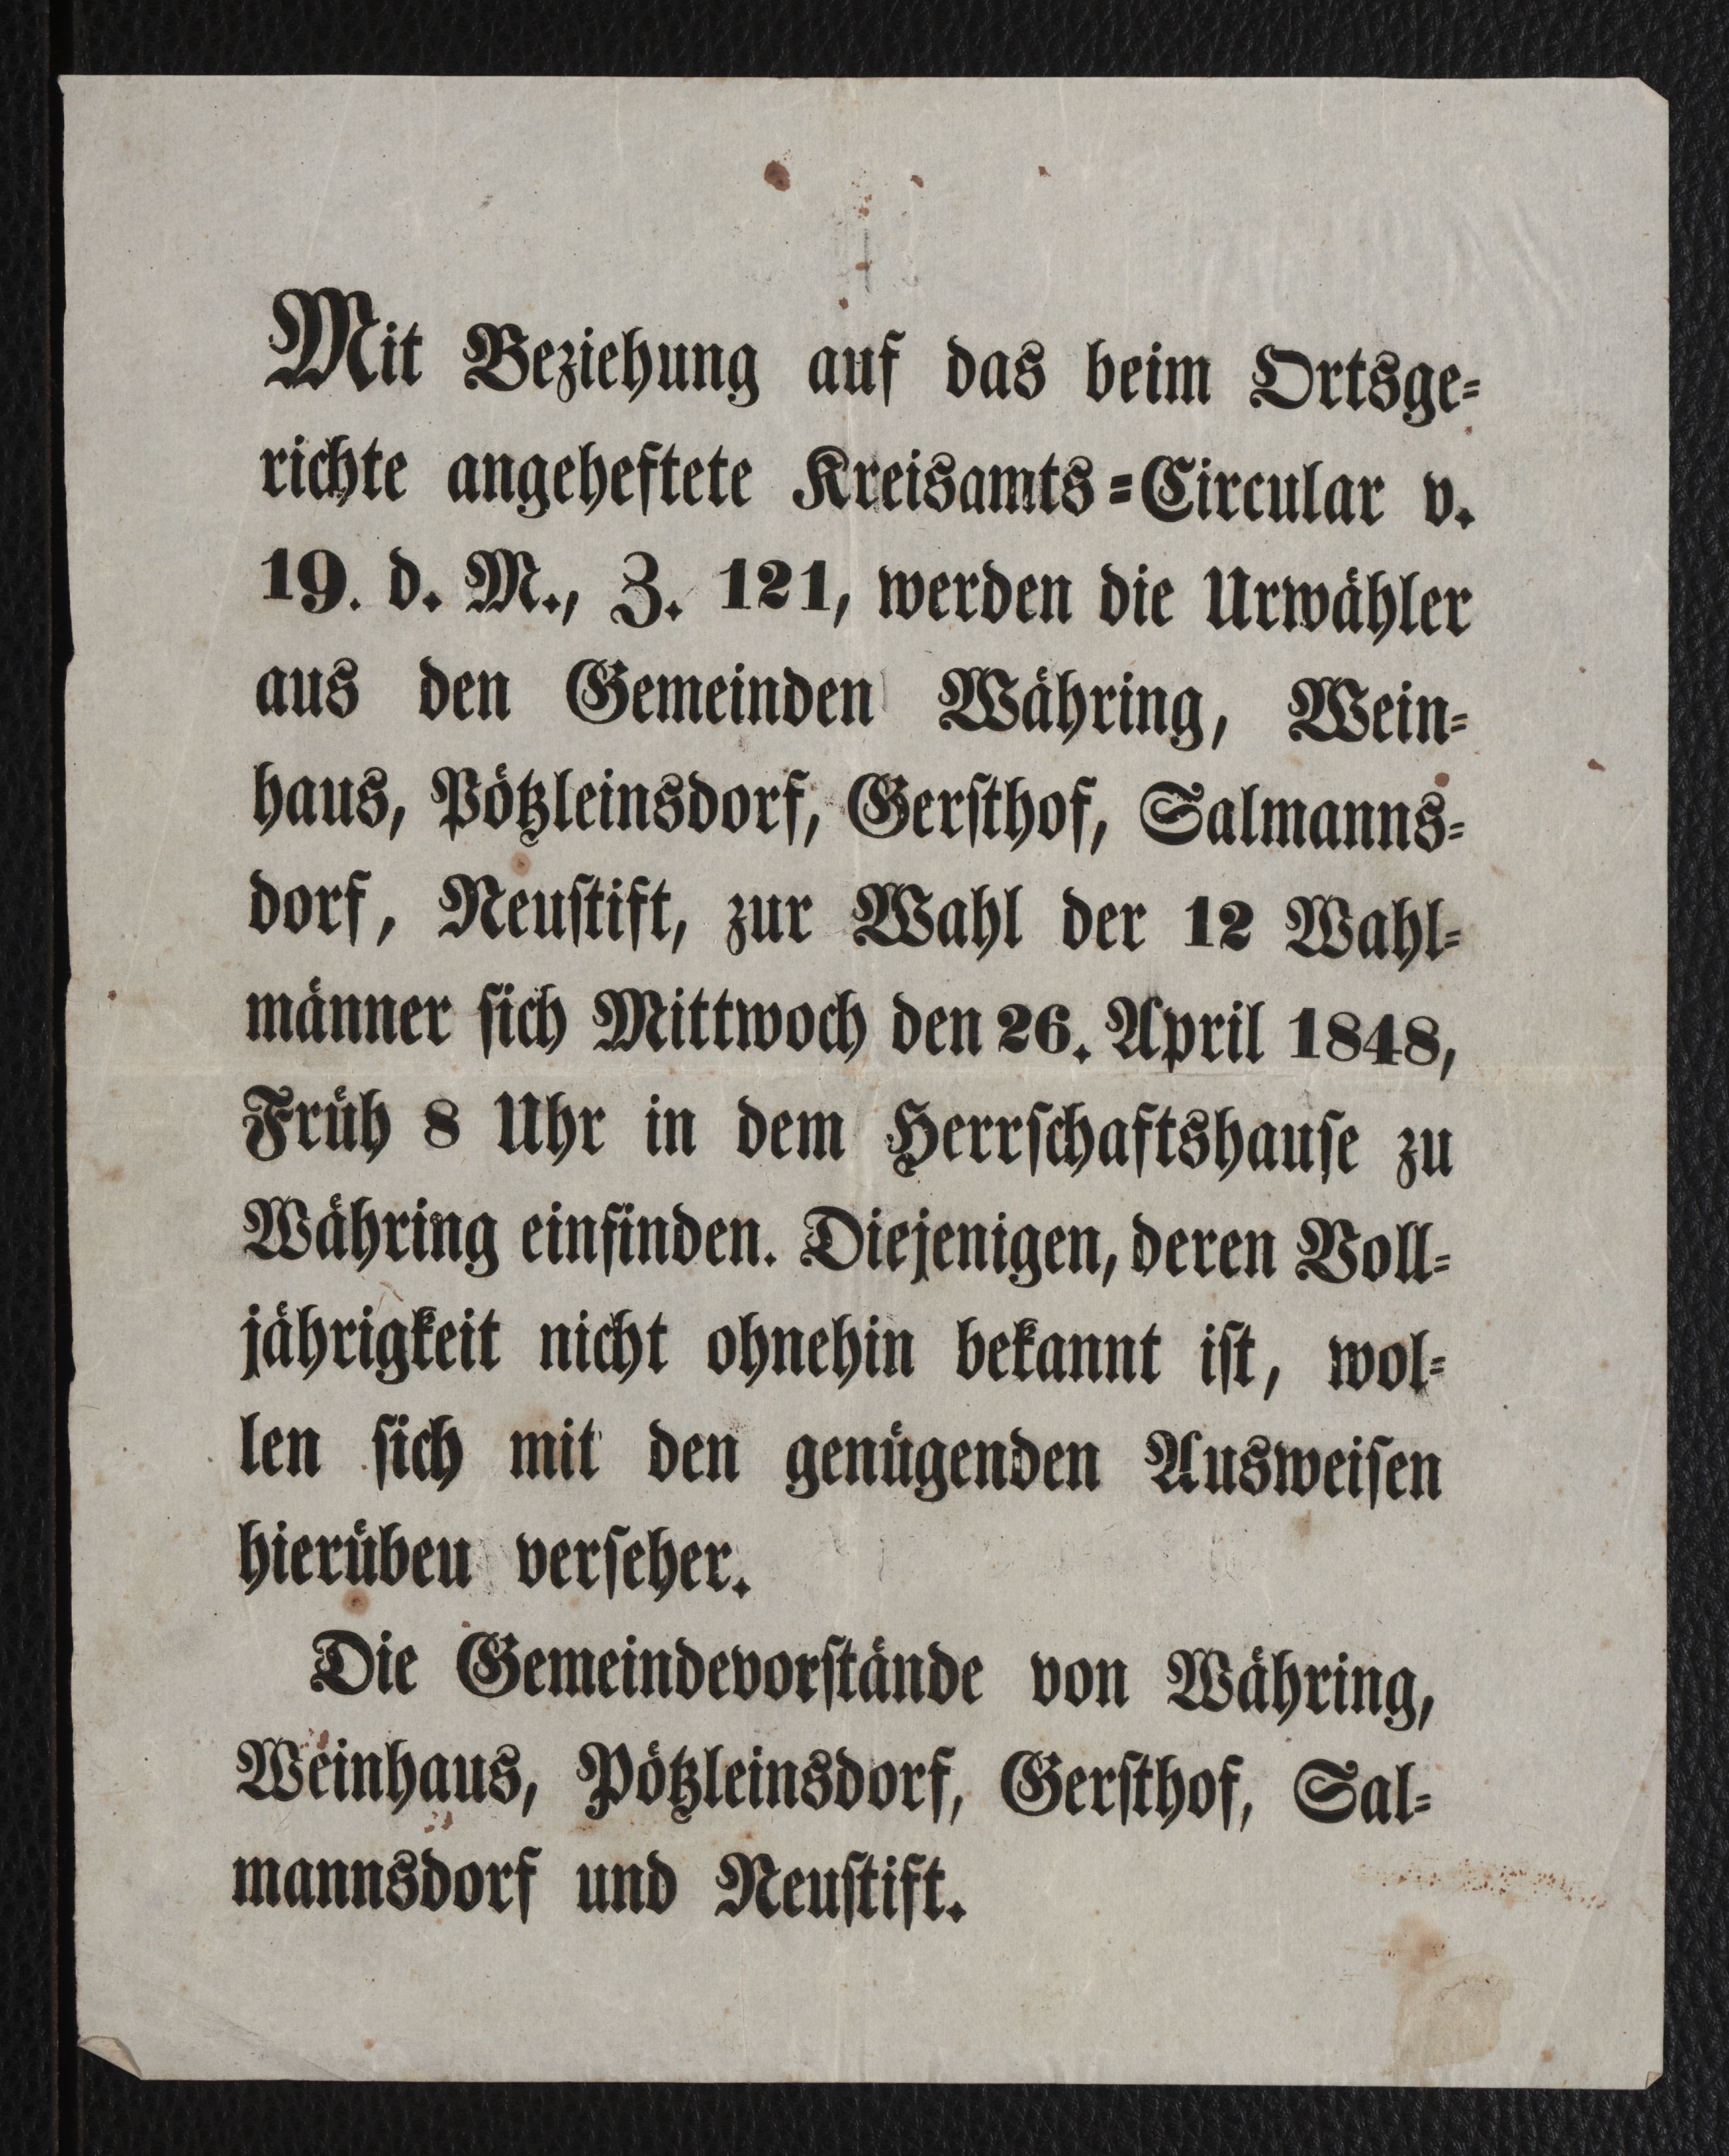 Mit Beziehung auf das beim Ortsge-
richte angeheftete Kreisamts-Circular v.
19. d. M., Z. 121, werden die Urwähler
aus den Gemeinden Währing, Wein-
haus, Pötzleinsdorf, Gersthof, Salmanns-
dorf, Neustift, zur Wahl der 12 Wahl-
männer sich Mittwoch den 26. April 1848,
Früh 8 Uhr in dem Herrschaftshause zu
Währing einfinden. Diejenigen, deren Voll-
jährigkeit nicht ohnehin bekannt ist, wol-
len sich mit den genügenden Ausweisen
hierüben verseher.
Die Gemeindevorstände von Währing,
Weinhaus, Pötzleinsdorf, Gersthof, Sal-
mannsdorf und Neustift.